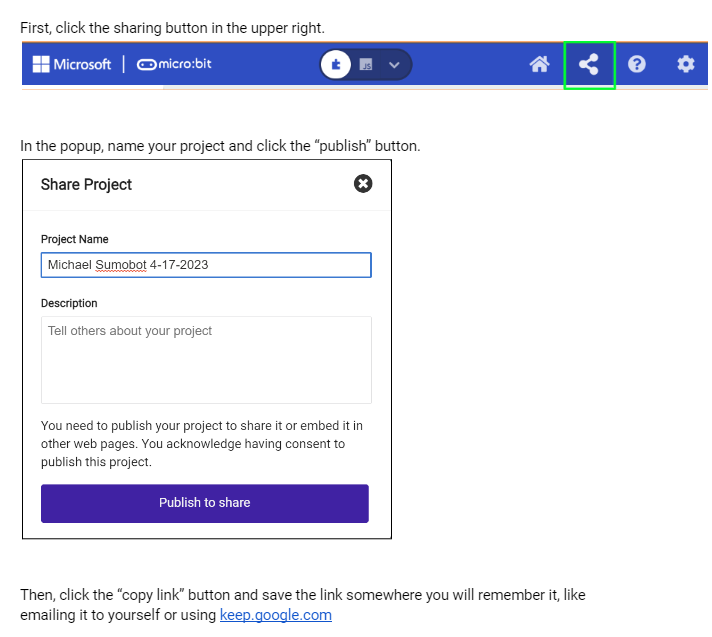 First, click the sharing button in the upper right.
Microsoft | micro:bit JS ?
In the popup, name your project and click the “publish” button.
Share Project
Project Name
Michael Sumobot 4-17-2023
Description
Tell others about your project
You need to publish your project to share it or embed it in
other web pages. You acknowledge having consent to
publish this project.
Publish to share
Then, click the “copy link” button and save the link somewhere you will remember it, like
emailing it to yourself or using keep.google.com